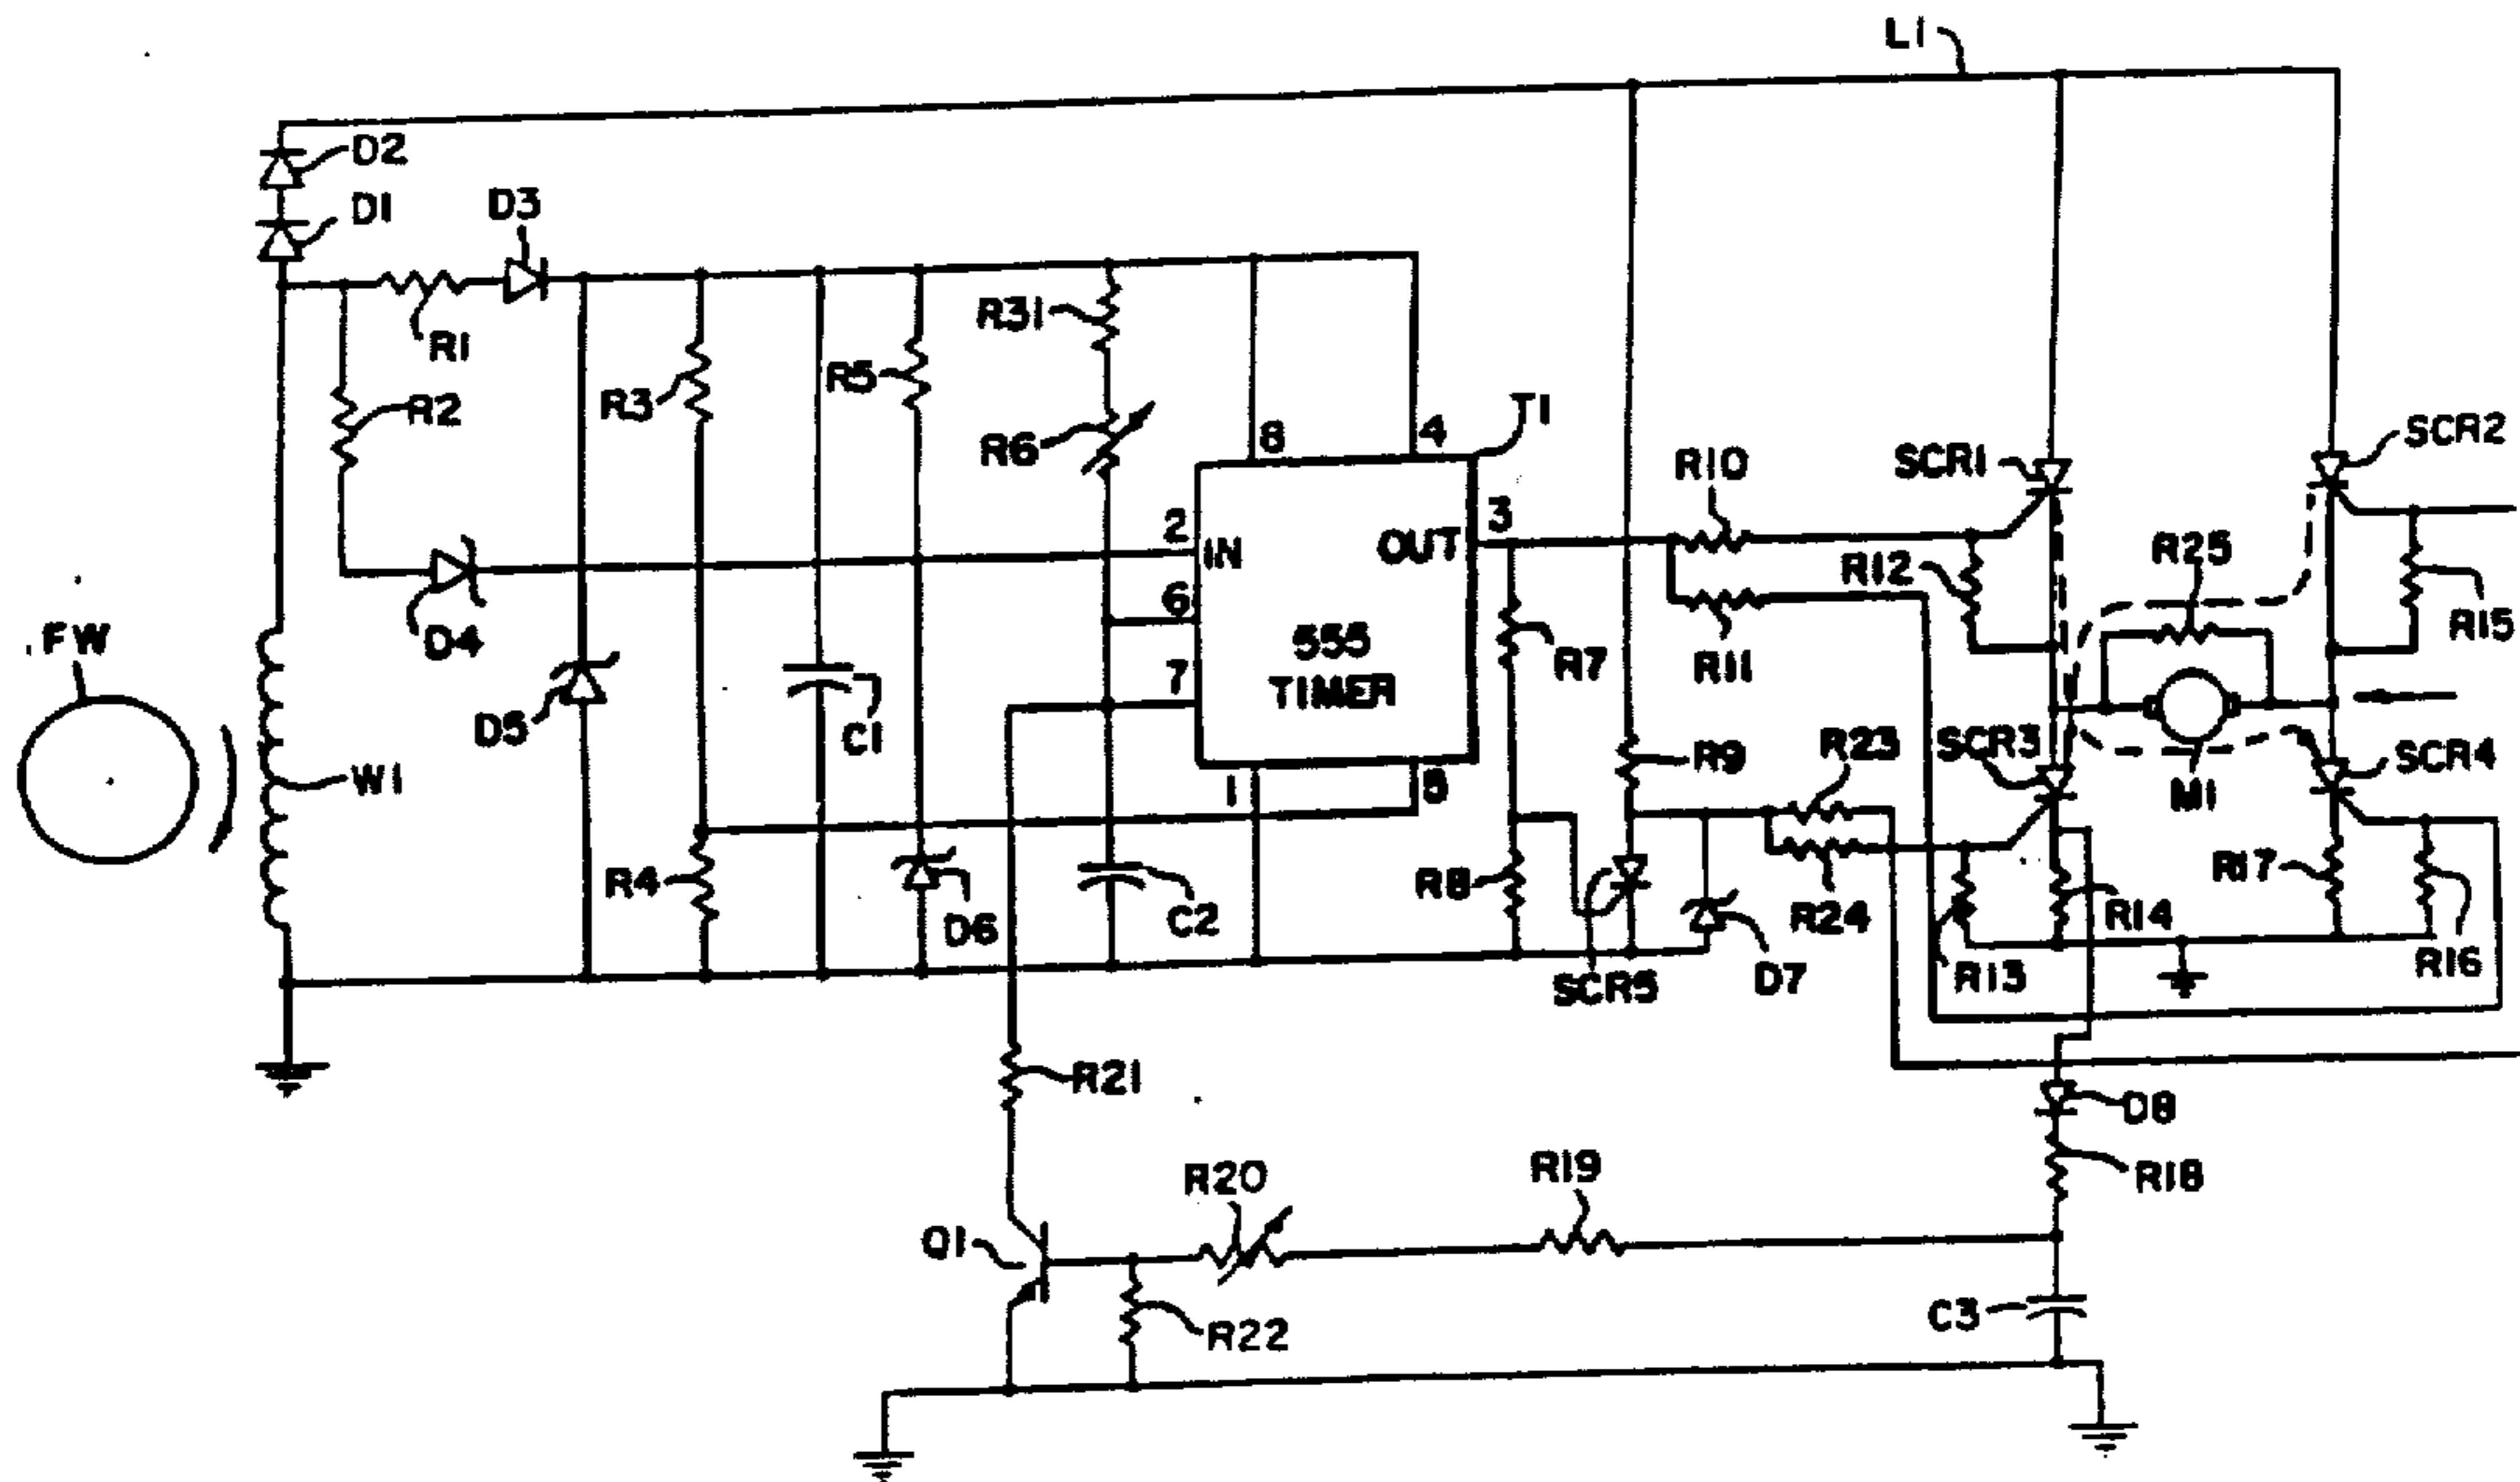 L1
D2
D1
D3
R1
R31
R5
R3
R2
R6
8
4
T1
SCR2
R10
SCR1
2
IN
3
OUT
R25
R12
6
R15
D4
FW
555
TIMER
R7
R11
7
D5
C1
R9
R23
SCR3
SCR4
W1
1
5
M1
R4
R8
R17
D6
C2
R24
R14
R13
R16
SCR5
D7
R21
D8
R18
R20
R19
Q1
C3
R22